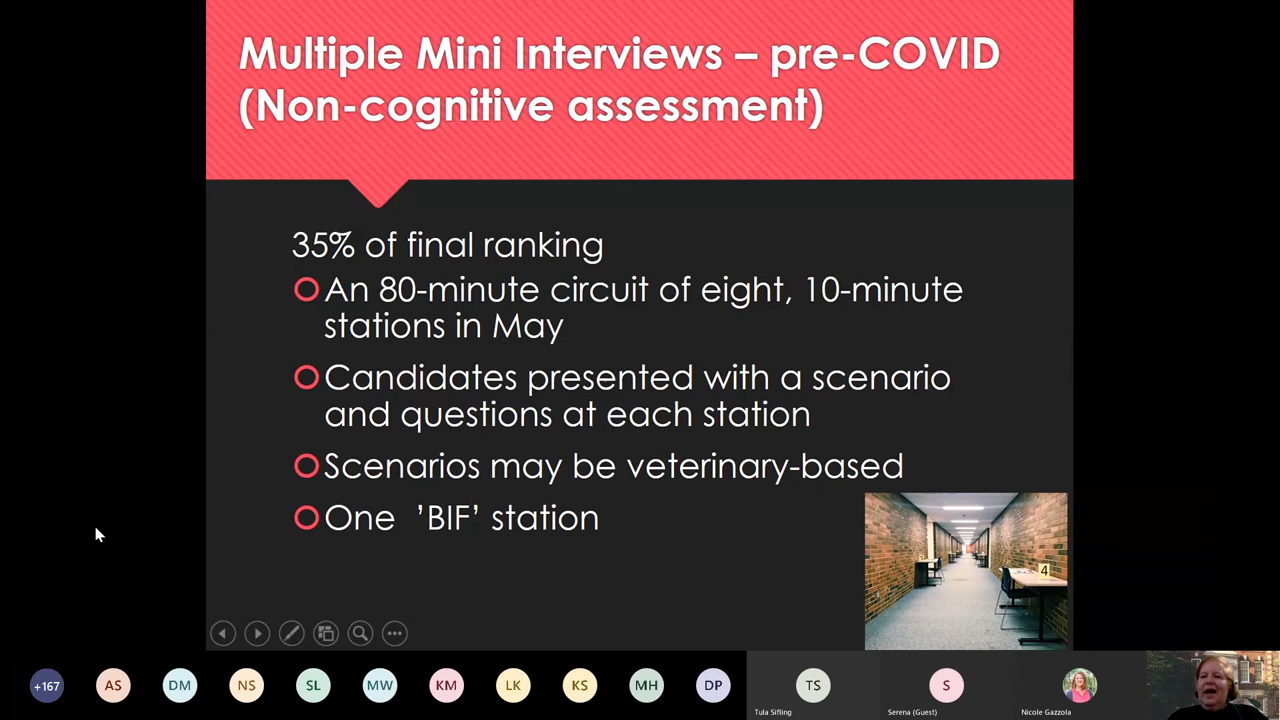 Multiple Mini Interviews – pre-COVID
(Non-cognitive assessment)
35% of final ranking
An 80-minute circuit of eight, 10-minute
stations in May
Candidates presented with a scenario
and questions at each station
Scenarios may be veterinary-based
One ’BIF’ station
4
+167
AS
DM
NS
SL
MW
KM
LK
KS
MH
DP
TS
S
Tula Sifling
Serena (Guest)
Nicole Gazzola